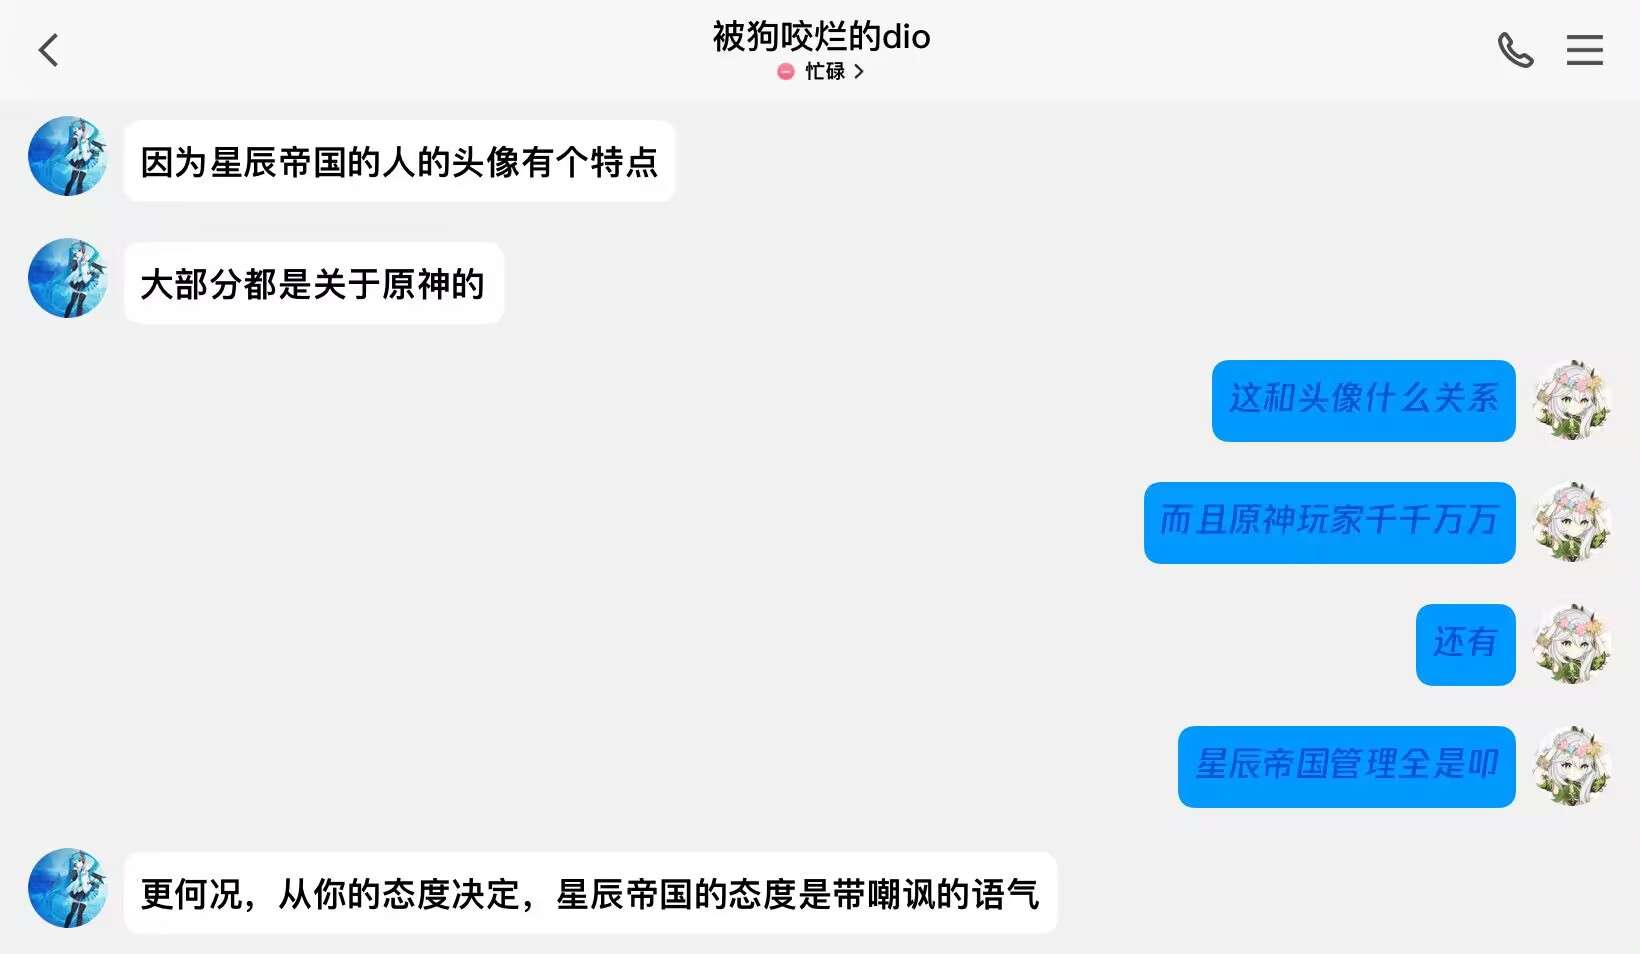 被狗咬烂的dio
忙碌
因为星辰帝国的人的头像有个特点
大部分都是关于原神的
这和头像什么关系
而且原神玩家千千万万
还有
星辰帝国管理全是叩
更何况，从你的态度决定，星辰帝国的态度是带嘲讽的语气